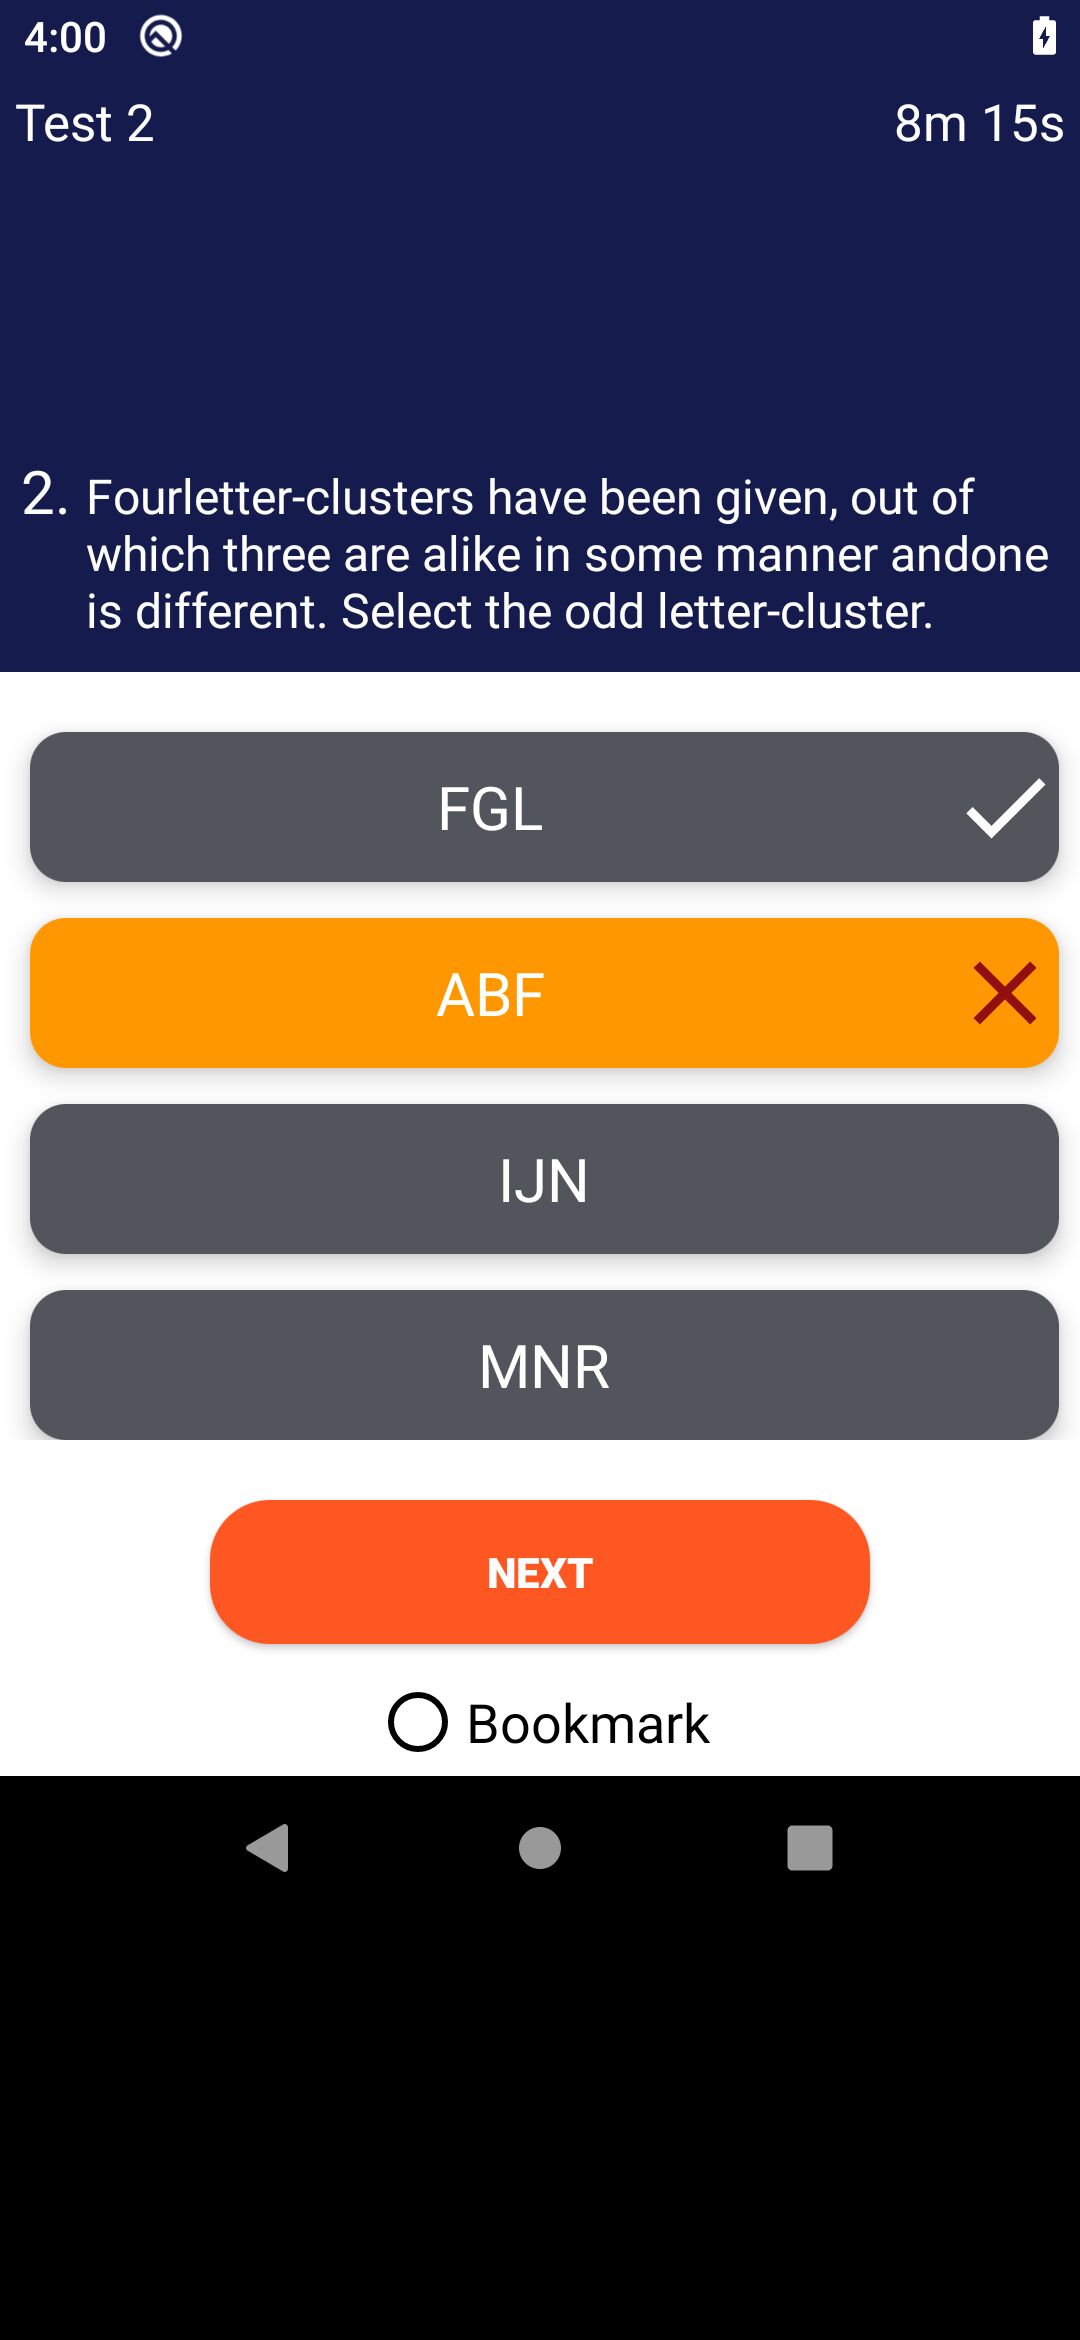 4:00
Test 2
8m 15s
2. Fourletter-clusters have been given, out of
which three are alike in some manner andone
is different. Select the odd letter-cluster.
FGL
ABF
IJN
MNR
NEXT
Bookmark